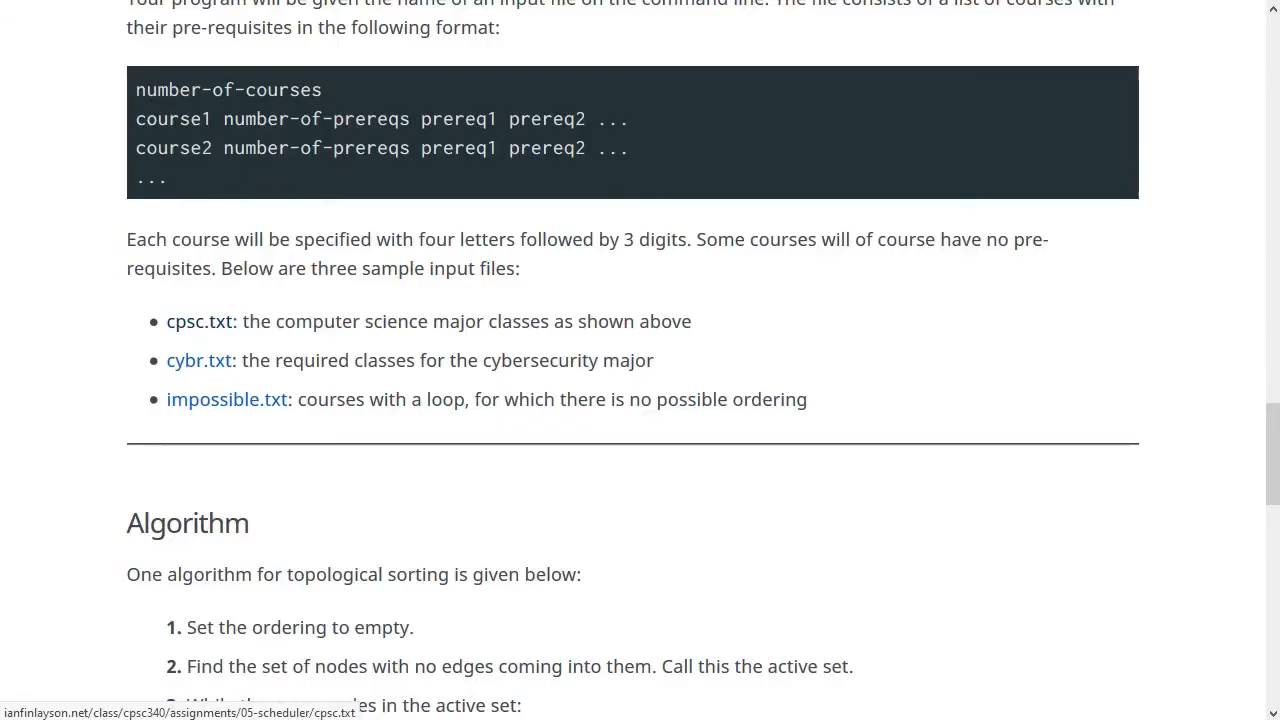 Your program will be given the name of an input file on the command line. The file consists of a list of courses with
their pre-requisites in the following format:
number-of-courses
course1 number-of-prereqs prereq1 prereq2 ...
course2 number-of-prereqs prereq1 prereq2 ...
...
Each course will be specified with four letters followed by 3 digits. Some courses will of course have no pre-
requisites. Below are three sample input files:
• cpsc.txt: the computer science major classes as shown above
• cybr.txt: the required classes for the cybersecurity major
• impossible.txt: courses with a loop, for which there is no possible ordering
Algorithm
One algorithm for topological sorting is given below:
1. Set the ordering to empty.
2. Find the set of nodes with no edges coming into them. Call this the active set.
es in the active set:
ianfinlayson.net/class/cpsc340/assignments/05-scheduler/cpsc.txt